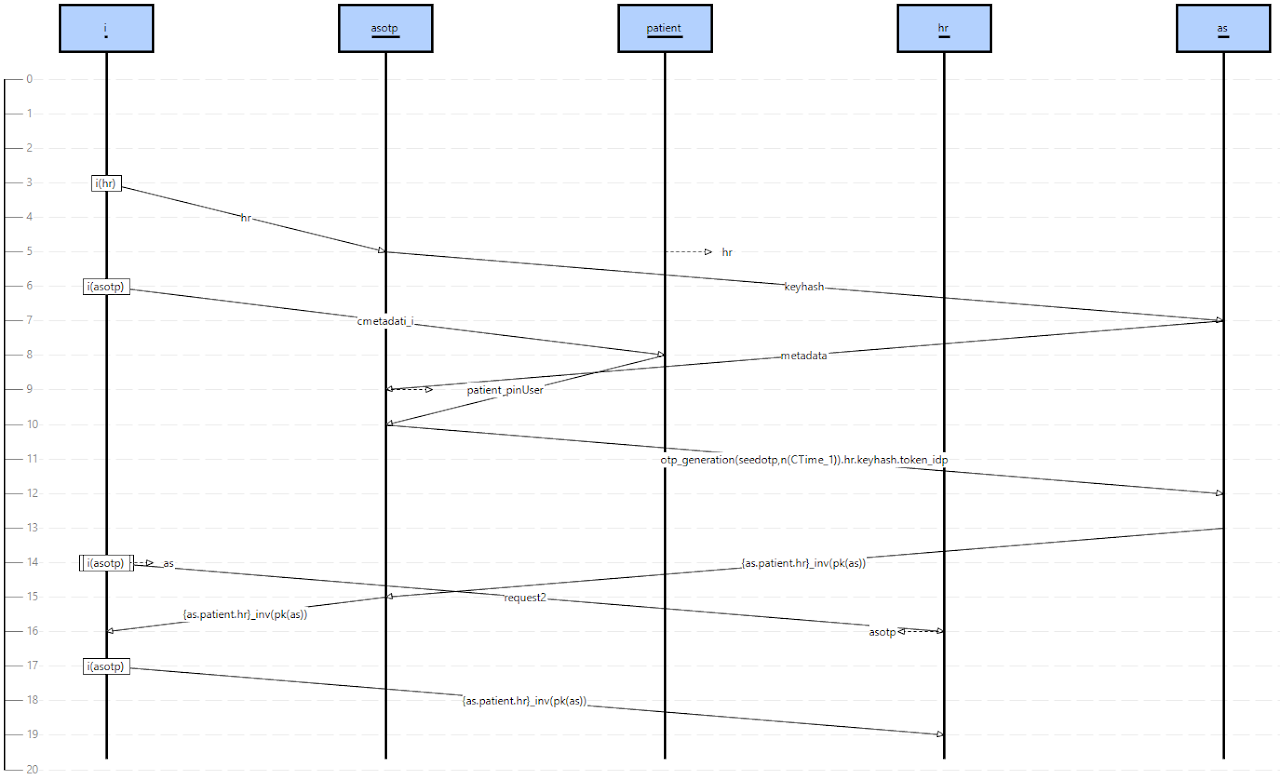 i
asotp
patient
hr
as
0
1
2
3
i(hr)
4
hr
5
hr
6
i(asotp)
keyhash
7
cmetadati_i
8
metadata
9
patient_pinUser
10
11
otp_generation(seedotp,n(CTime_1)).hr.keyhash.token_idp
12
13
14
i(asotp)
as
{as.patient.hr}_inv(pk(as))
15
request2
{as.patient.hr}_inv(pk(as))
16
asotp
17
i(asotp)
18
{as.patient.hr}_inv(pk(as))
19
20